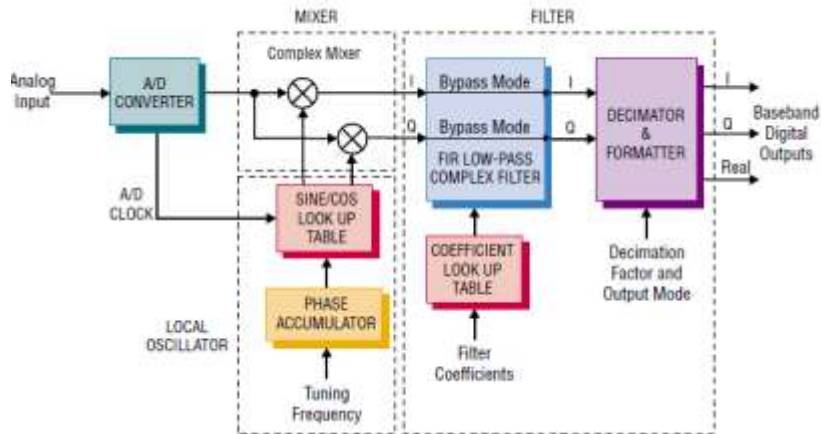 MIXER
FILTER
Complex Mixer
Analog
Input
A/D
CONVERTER
I
Bypass Mode
I
I
Q
Bypass Mode
Q
Q
FIR LOW-PASS
COMPLEX FILTER
DECIMATOR
&
FORMATTER
Real
Baseband
Digital
Outputs
A/D
CLOCK
SINE/COS
LOOK UP
TABLE
COEFFICIENT
LOOK UP
TABLE
Decimation
Factor and
Output Mode
LOCAL
OSCILLATOR
PHASE
ACCUMULATOR
Filter
Coefficients
Tuning
Frequency